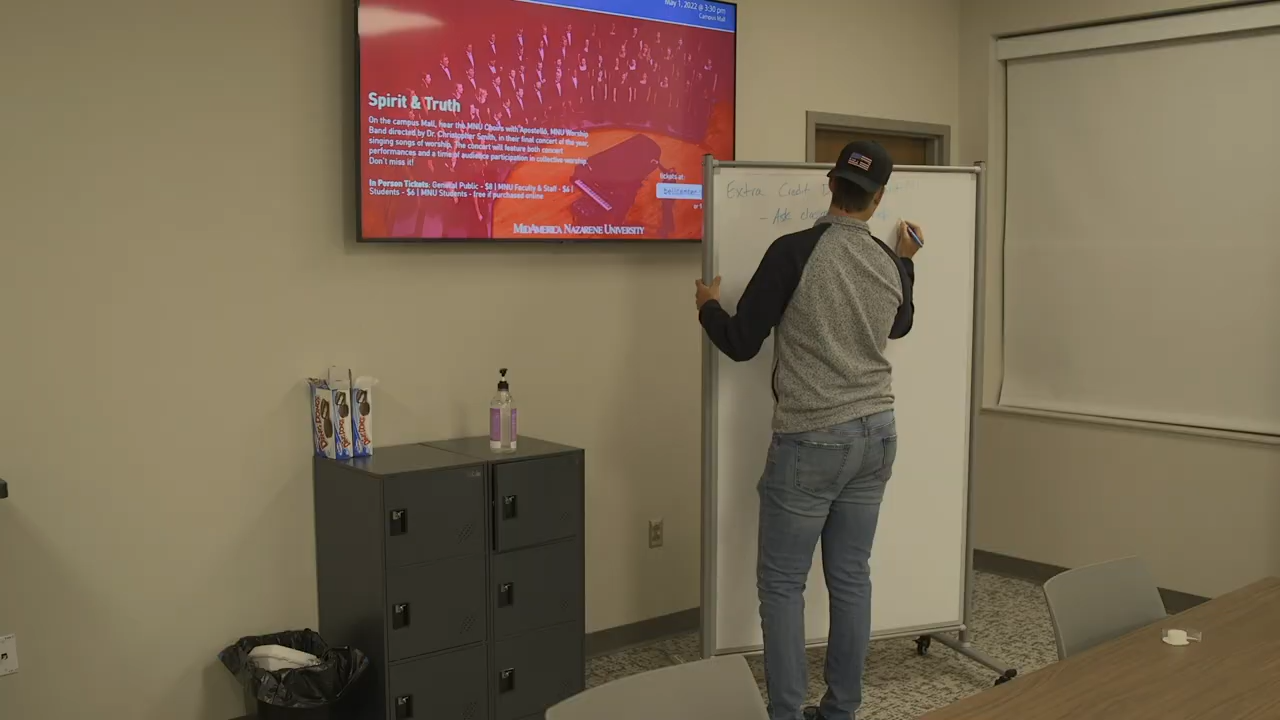 May 1, 2022 @ 3:30 pm
Campus Mall
Spirit & Truth
On the campus Mall, hear the MNU Choirs with Apostello, MNU Worship
Band directed by Dr. Christopher Smith, in their final concert of the year,
singing songs of worship. The concert will feature both concert
performances and a time of audience participation in collective worship.
Don't miss it!
In Person Tickets: General Public - $8 | MNU Faculty & Staff - $6 |
Students - $6 | MNU Students - free if purchased online
tickets at:
bellcenter.
MIDAMERICA NAZARENE UNIVERSITY
Extra Credit
- Ask